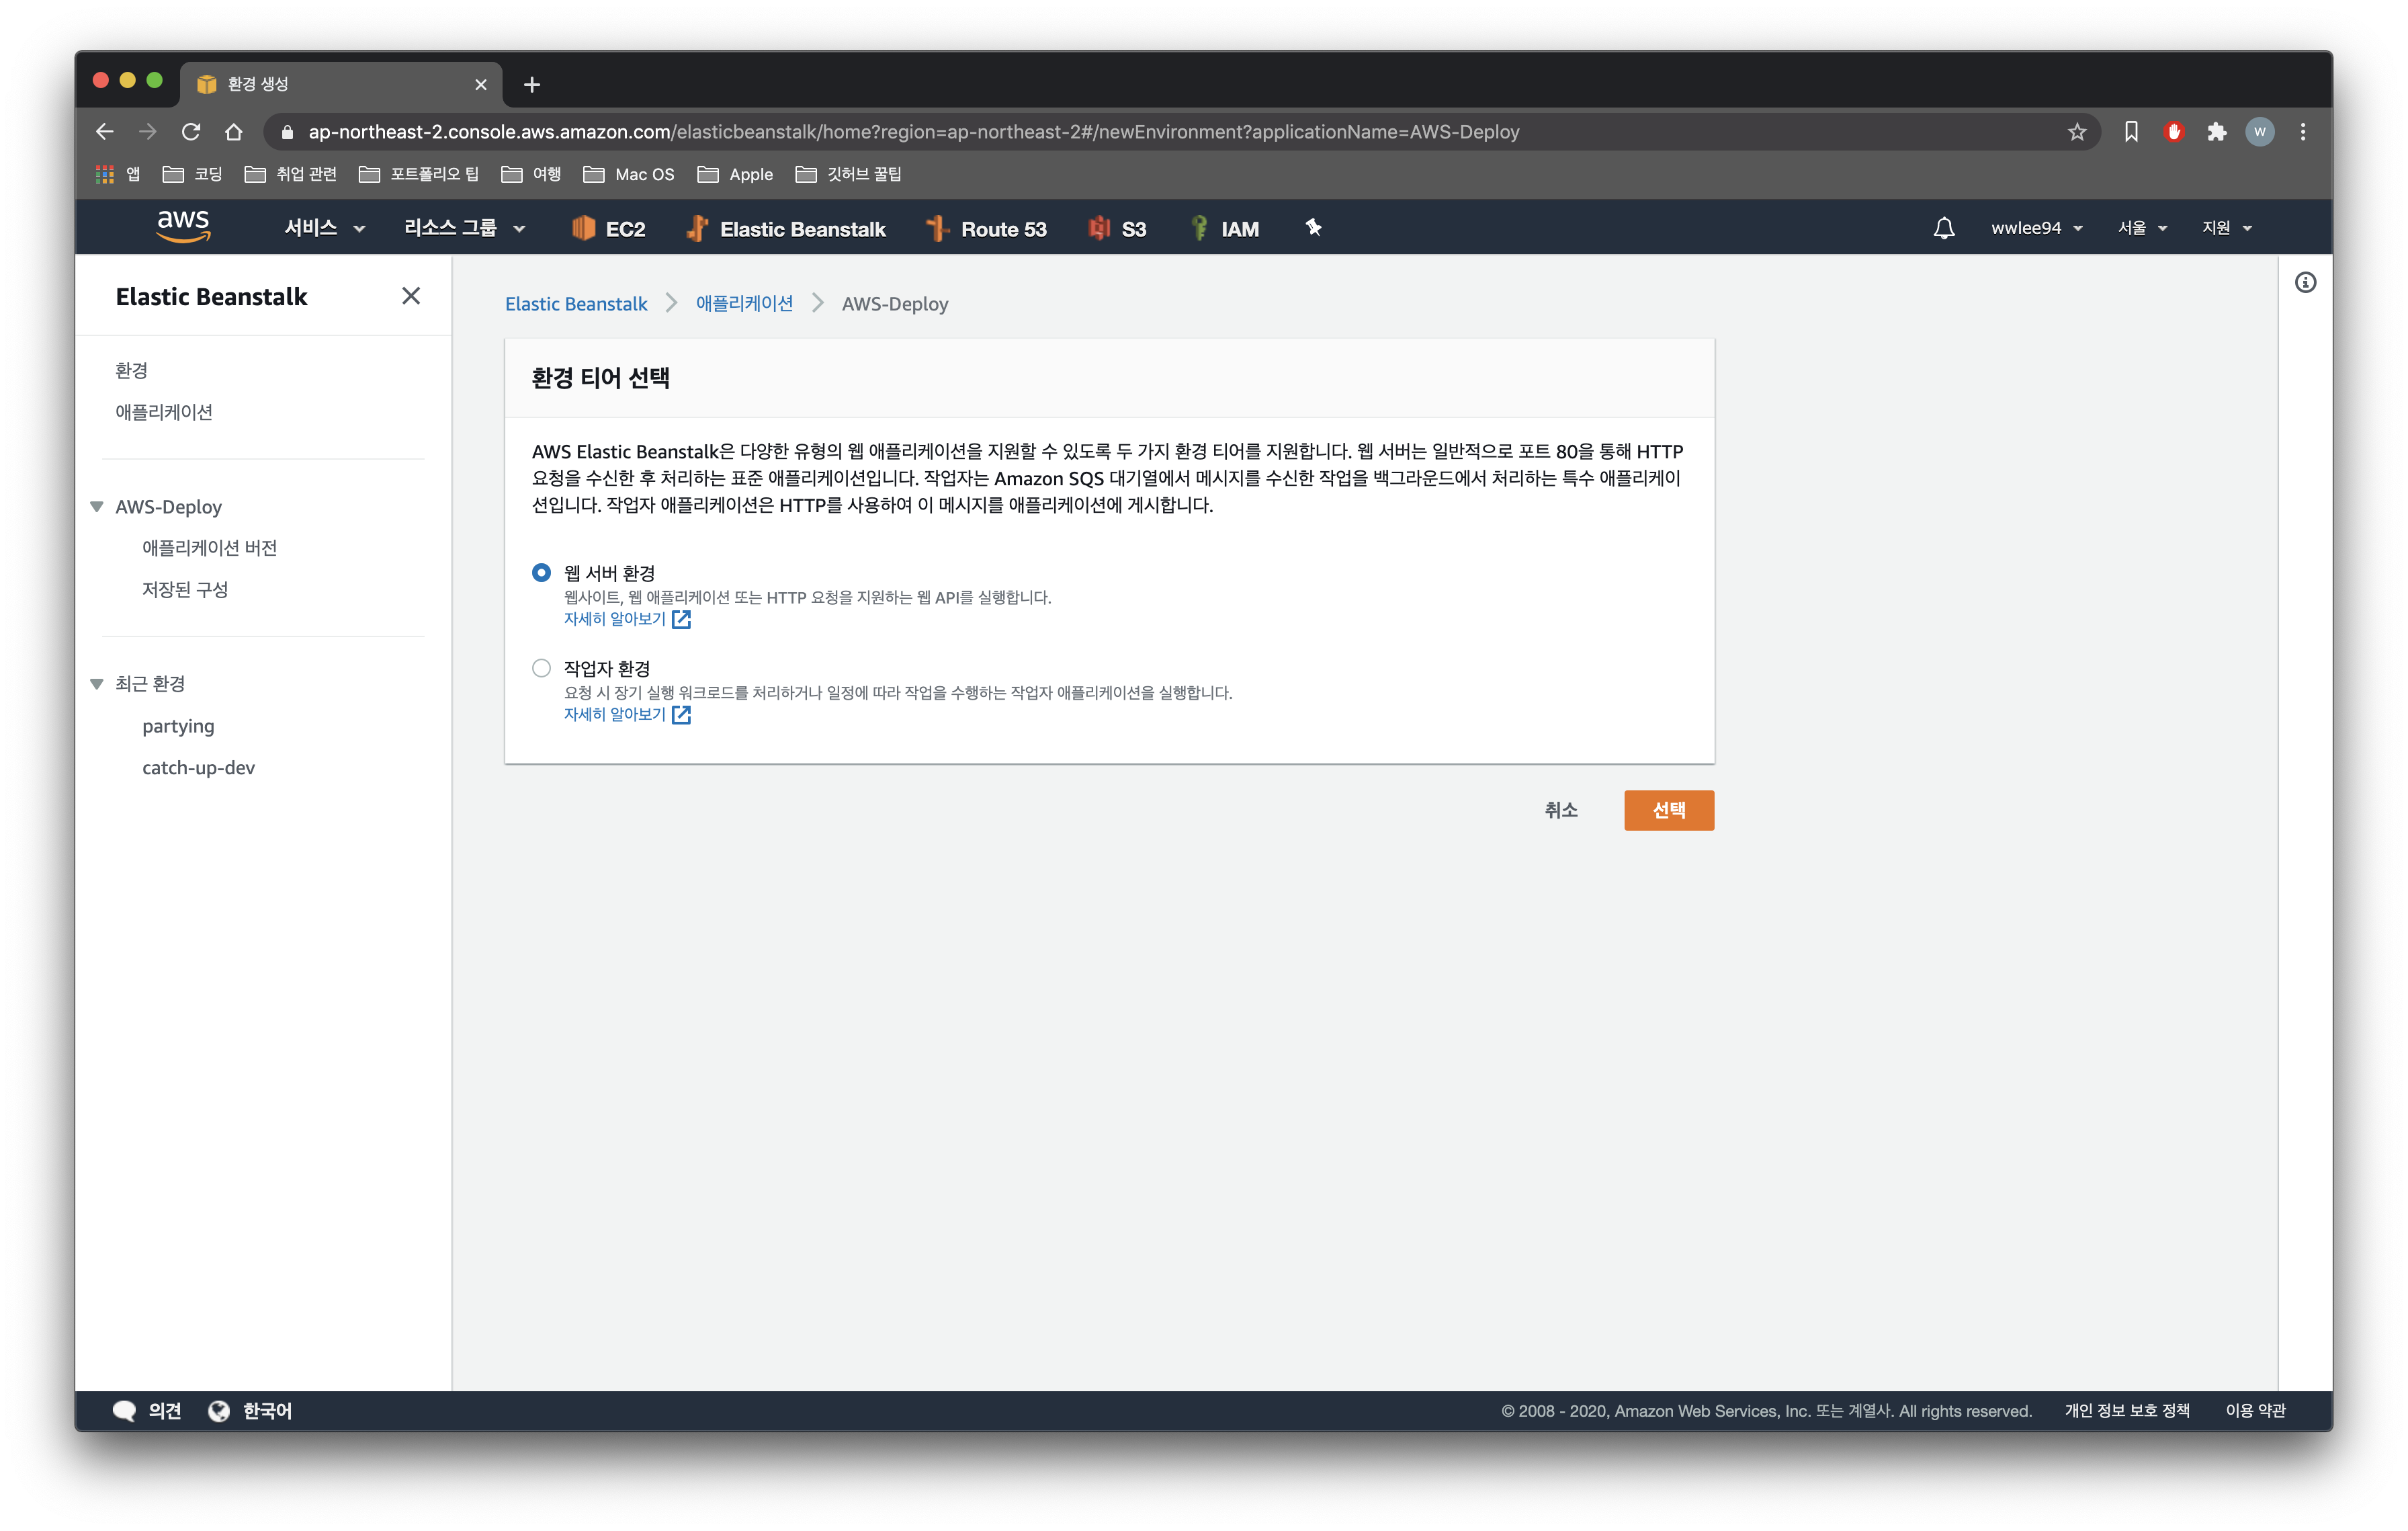 환경 생성
ap-northeast-2.console.aws.amazon.com/elasticbeanstalk/home?region=ap-northeast-2#/newEnvironment?applicationName=AWS-Deploy
W
앱 코딩 취업 관련 포트폴리오 팁 여행 Mac OS Apple 깃허브 꿀팁
aws 서비스 리소스 그룹 EC2 Elastic Beanstalk Route 53 S3 IAM wwlee94 서울 지원
Elastic Beanstalk
환경
애플리케이션
AWS-Deploy
애플리케이션 버전
저장된 구성
최근 환경
partying
catch-up-dev
Elastic Beanstalk 애플리케이션 AWS-Deploy
환경 티어 선택
AWS Elastic Beanstalk은 다양한 유형의 웹 애플리케이션을 지원할 수 있도록 두 가지 환경 티어를 지원합니다. 웹 서버는 일반적으로 포트 80을 통해 HTTP
요청을 수신한 후 처리하는 표준 애플리케이션입니다. 작업자는 Amazon SQS 대기열에서 메시지를 수신한 작업을 백그라운드에서 처리하는 특수 애플리케이
션입니다. 작업자 애플리케이션은 HTTP를 사용하여 이 메시지를 애플리케이션에 게시합니다.
웹 서버 환경
웹사이트, 웹 애플리케이션 또는 HTTP 요청을 지원하는 웹 API를 실행합니다.
자세히 알아보기
작업자 환경
요청 시 장기 실행 워크로드를 처리하거나 일정에 따라 작업을 수행하는 작업자 애플리케이션을 실행합니다.
자세히 알아보기
취소 선택
의견 한국어 © 2008 - 2020, Amazon Web Services, Inc. 또는 계열사. All rights reserved. 개인 정보 보호 정책 이용 약관